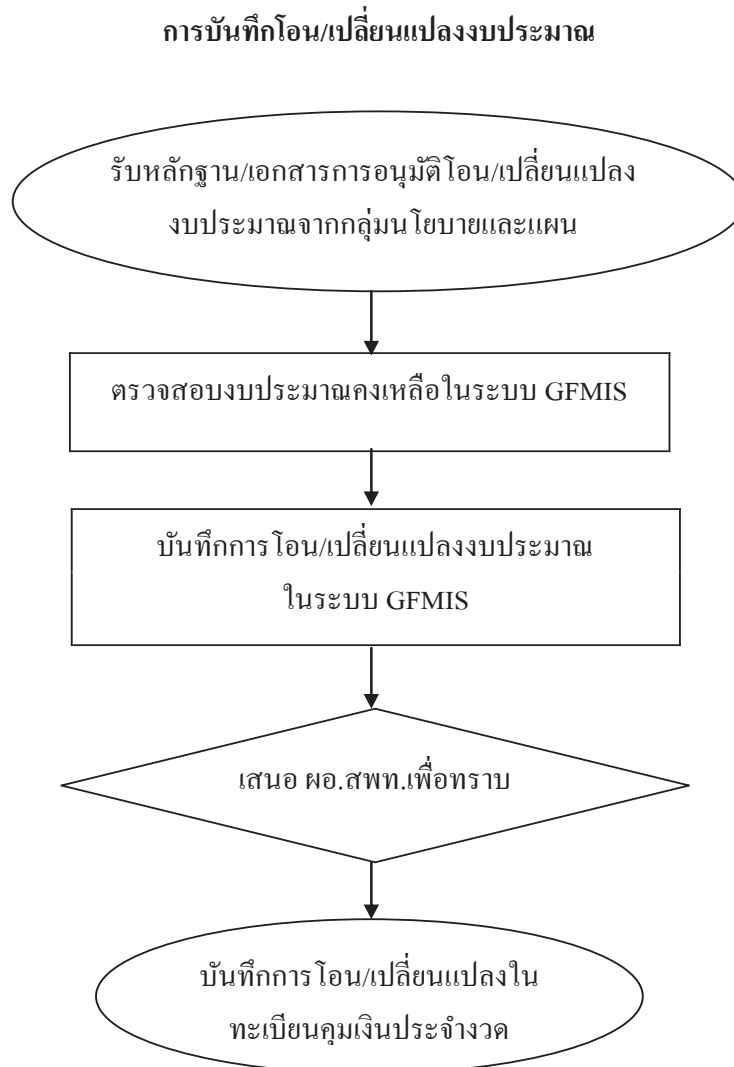 การบันทึกโอน/เปลี่ยนแปลงงบประมาณ
รับหลักฐาน/เอกสารการอนุมัติโอน/เปลี่ยนแปลง
งบประมาณจากกลุ่มนโยบายและแผน
ตรวจสอบงบประมาณคงเหลือในระบบ GFMIS
บันทึกการโอน/เปลี่ยนแปลงงบประมาณ
ในระบบ GFMIS
เสนอ ผอ.สพท.เพื่อทราบ
บันทึกการโอน/เปลี่ยนแปลงใน
ทะเบียนคุมเงินประจำงวด